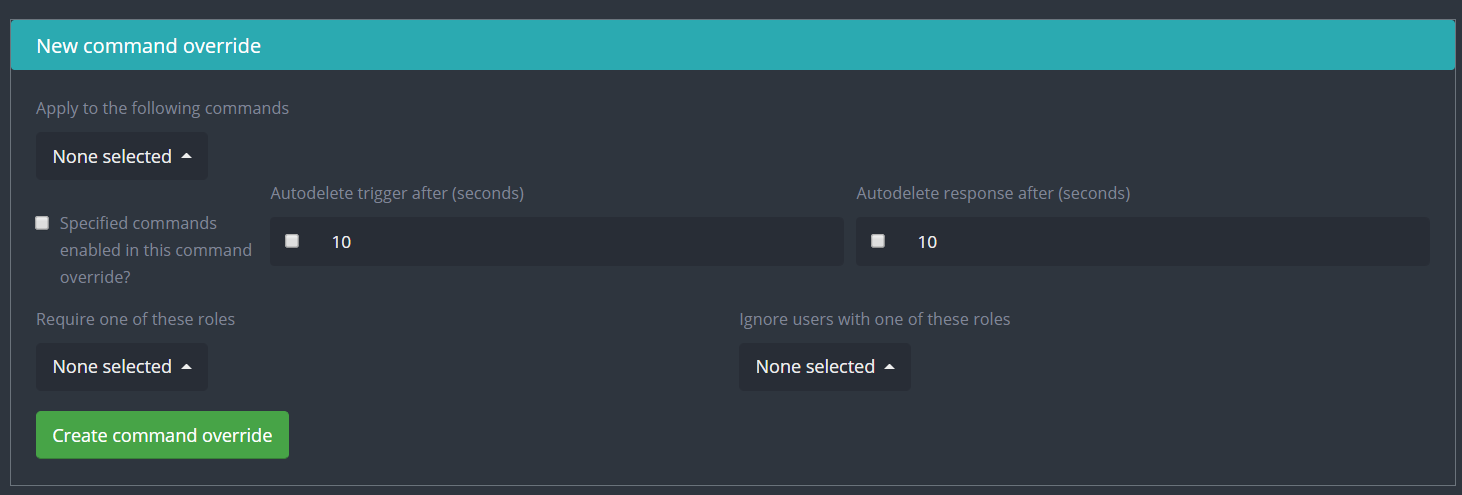 New command override
Apply to the following commands
None selected
Autodelete trigger after (seconds)
Autodelete response after (seconds)
Specified commands
enabled in this command
override?
10
10
Require one of these roles
Ignore users with one of these roles
None selected
None selected
Create command override